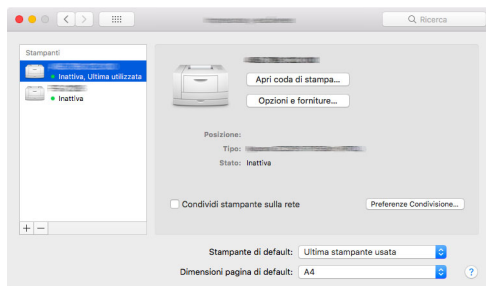 Ricerca
Stampanti
Inattiva, Ultima utilizzata
Inattiva
Apri coda di stampa...
Opzioni e forniture...
Posizione:
Tipo:
Stato: Inattiva
Condividi stampante sulla rete
Preferenze Condivisione...
+ −
Stampante di default: Ultima stampante usata
Dimensioni pagina di default: A4 ?